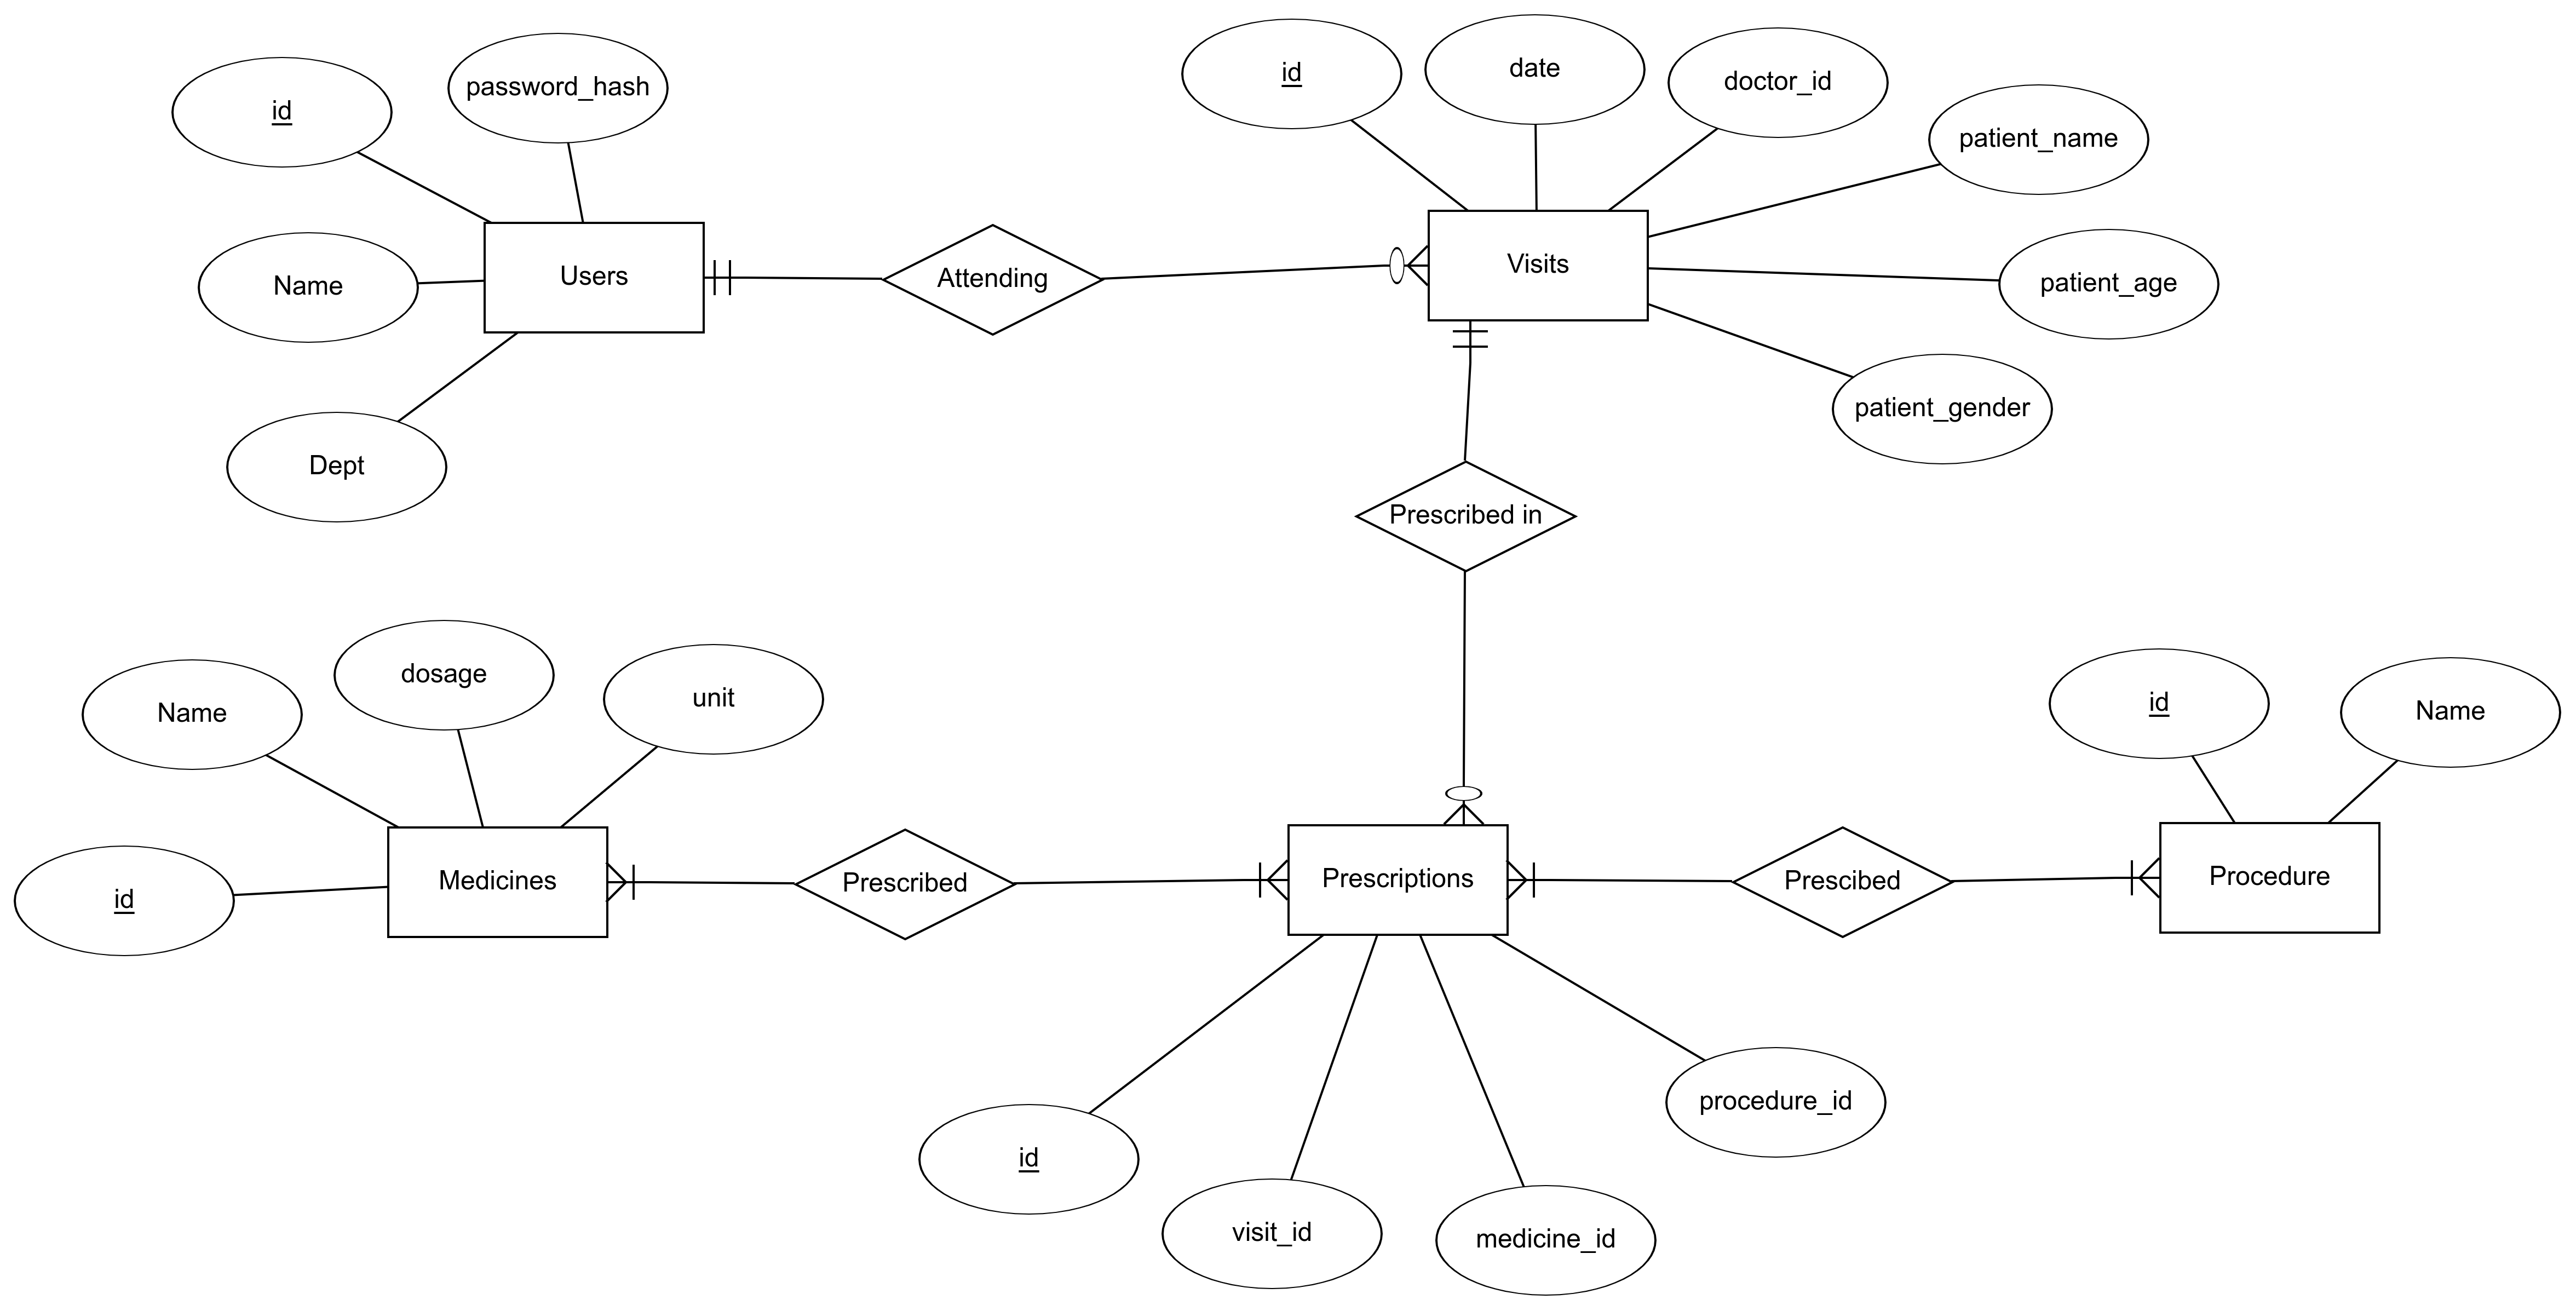 id
password_hash
Name
Users
Dept
Attending
id
date
doctor_id
patient_name
Visits
patient_age
patient_gender
Prescribed in
Name
dosage
unit
id
Medicines
Prescribed
Prescriptions
Prescibed
id
Name
Procedure
id
visit_id
medicine_id
procedure_id